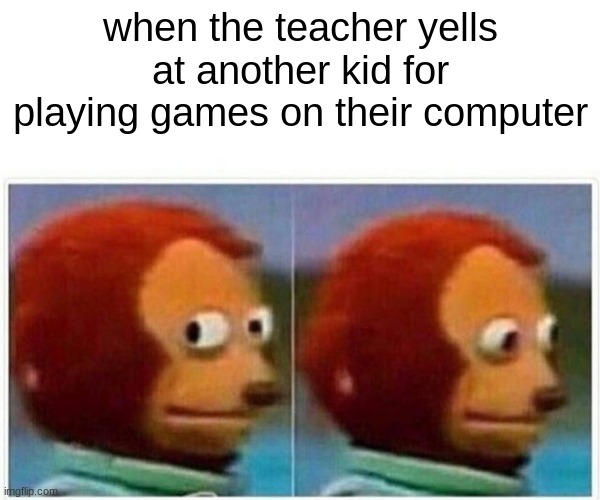 when the teacher yells
at another kid for
playing games on their computer
imgflip.com